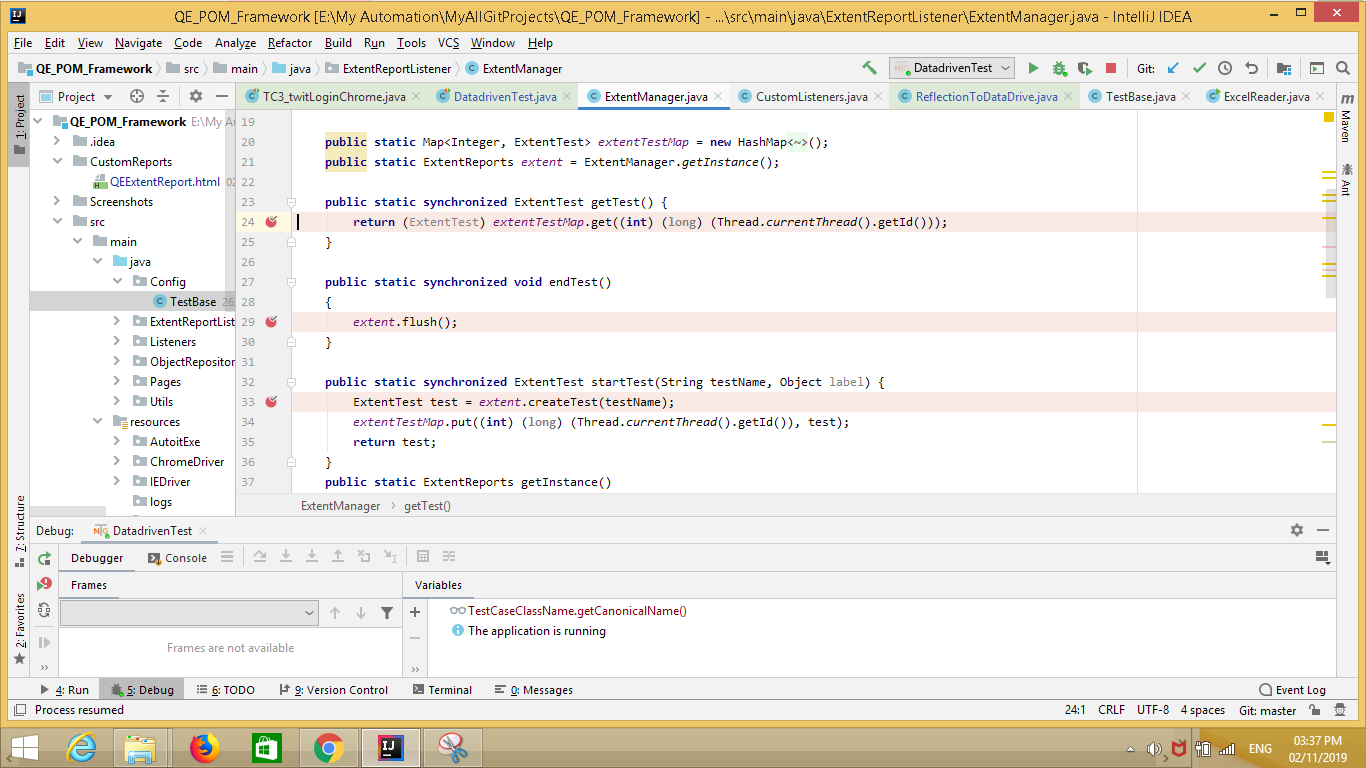 QE_POM_Framework [E:\My Automation\MyAllGitProjects\QE_POM_Framework] - ...\src\main\java\ExtentReportListener\ExtentManager.java - IntelliJ IDEA
File Edit View Navigate Code Analyze Refactor Build Run Tools VCS Window Help
QE_POM_Framework src main java ExtentReportListener ExtentManager DatadrivenTest Git:
Project TC3_twitLoginChrome.java DatadrivenTest.java ExtentManager.java CustomListeners.java ReflectionToDataDrive.java TestBase.java ExcelReader.java
1: Project
7: Structure
2: Favorites
Maven
Ant
QE_POM_Framework E:\My A
.idea
CustomReports
QEExtentReport.html 02
Screenshots
src
main
java
Config
TestBase 26
ExtentReportList
Listeners
ObjectRepositor
Pages
Utils
resources
AutoitExe
ChromeDriver
IEDriver
logs
19
20 public static Map<Integer, ExtentTest> extentTestMap = new HashMap<~>();
21 public static ExtentReports extent = ExtentManager.getInstance();
22
23 public static synchronized ExtentTest getTest() {
24 return (ExtentTest) extentTestMap.get((int) (long) (Thread.currentThread().getId()));
25 }
26
27 public static synchronized void endTest()
28 {
29 extent.flush();
30 }
31
32 public static synchronized ExtentTest startTest(String testName, Object label) {
33 ExtentTest test = extent.createTest(testName);
34 extentTestMap.put((int) (long) (Thread.currentThread().getId()), test);
35 return test;
36 }
37 public static ExtentReports getInstance()
ExtentManager getTest()
Debug: DatadrivenTest
Debugger Console
Frames Variables
TestCaseClassName.getCanonicalName()
The application is running
Frames are not available
9
4: Run 5: Debug 6: TODO 9: Version Control Terminal 0: Messages Event Log
Process resumed 24:1 CRLF UTF-8 4 spaces Git: master
ENG
03:37 PM
02/11/2019